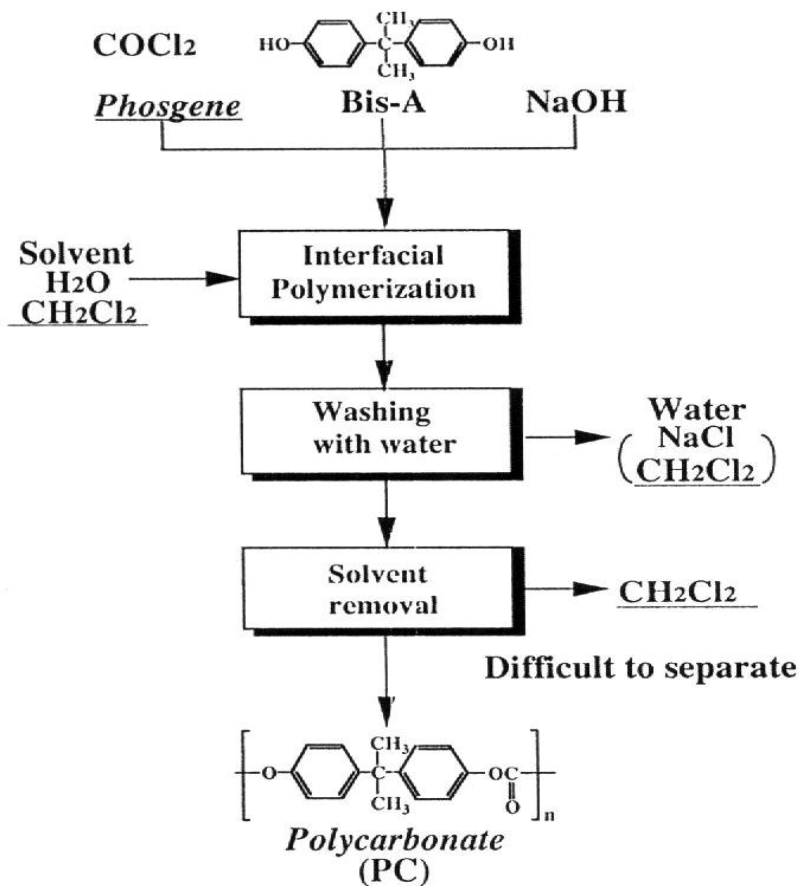 COCl2
HO
CH3
C
CH3
OH
Phosgene
Bis-A
NaOH
Solvent
H2O
CH2Cl2
Interfacial
Polymerization
Washing
with water
Water
NaCl
(CH2Cl2)
Solvent
removal
CH2Cl2
Difficult to separate
O
CH3
C
CH3
OC
O
n
Polycarbonate
(PC)